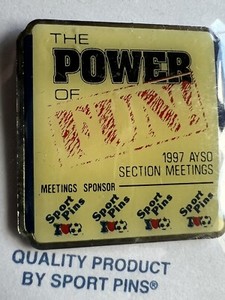 THE
POWER
OF
FUN!
1997 AYSO
SECTION MEETINGS
MEETINGS SPONSOR
Sport Pins
Sport Pins
Sport Pins
Sport Pins
QUALITY PRODUCT
BY SPORT PINS®